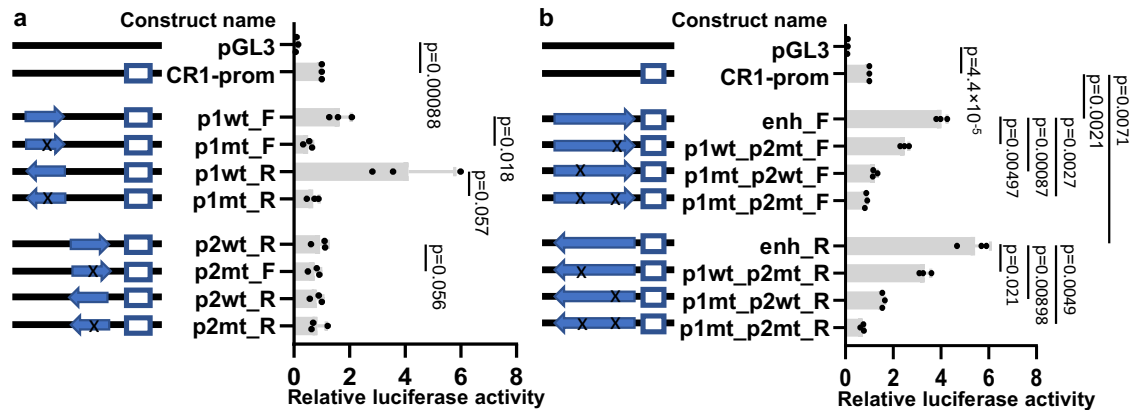 a
Construct name
pGL3
CR1-prom
p1wt_F
x p1mt_F
p1wt_R
x p1mt_R
p2wt_R
x p2mt_F
p2wt_R
x p2mt_R
p=0.00088
p=0.018
p=0.057
p=0.056
0 2 4 6 8
Relative luciferase activity
b
Construct name
pGL3
CR1-prom
enh_F
x p1wt_p2mt_F
x p1mt_p2wt_F
x x p1mt_p2mt_F
enh_R
x p1wt_p2mt_R
x p1mt_p2wt_R
x x p1mt_p2mt_R
p=4.4×10⁻⁵
p=0.00497
p=0.00087
p=0.0027
p=0.0021
p=0.0071
p=0.021
p=0.00898
p=0.0049
0 2 4 6 8
Relative luciferase activity